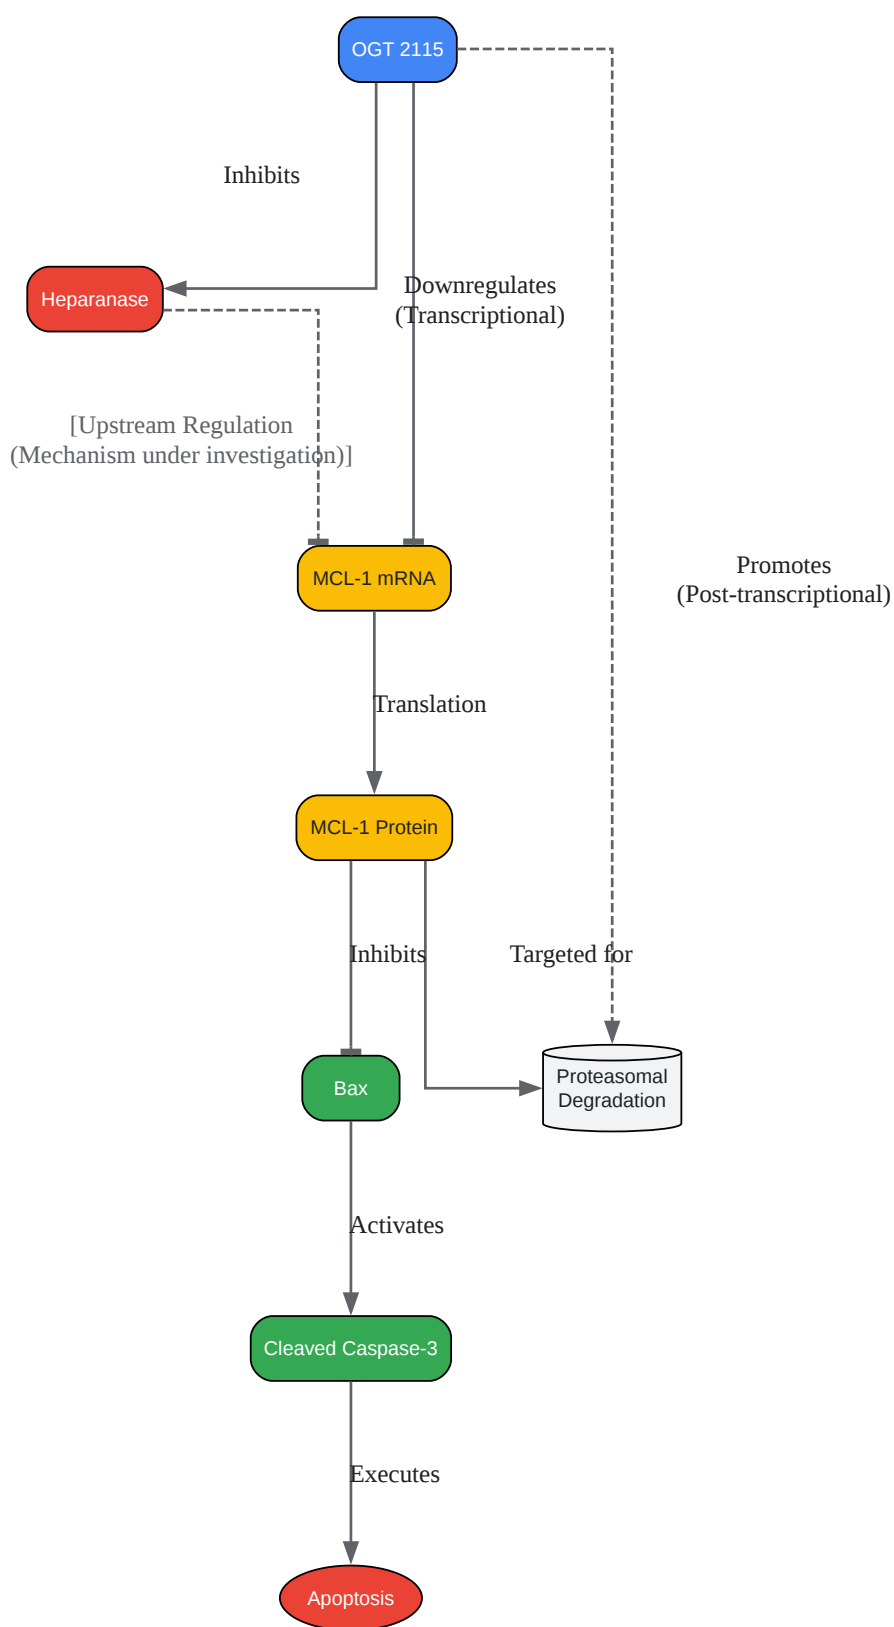 OGT 2115
Inhibits
Downregulates
(Transcriptional)
Heparanase
[Upstream Regulation
(Mechanism under investigation)]
Promotes
(Post-transcriptional)
MCL-1 mRNA
Translation
MCL-1 Protein
Inhibits
Targeted for
Proteasomal
Degradation
Bax
Activates
Cleaved Caspase-3
Executes
Apoptosis